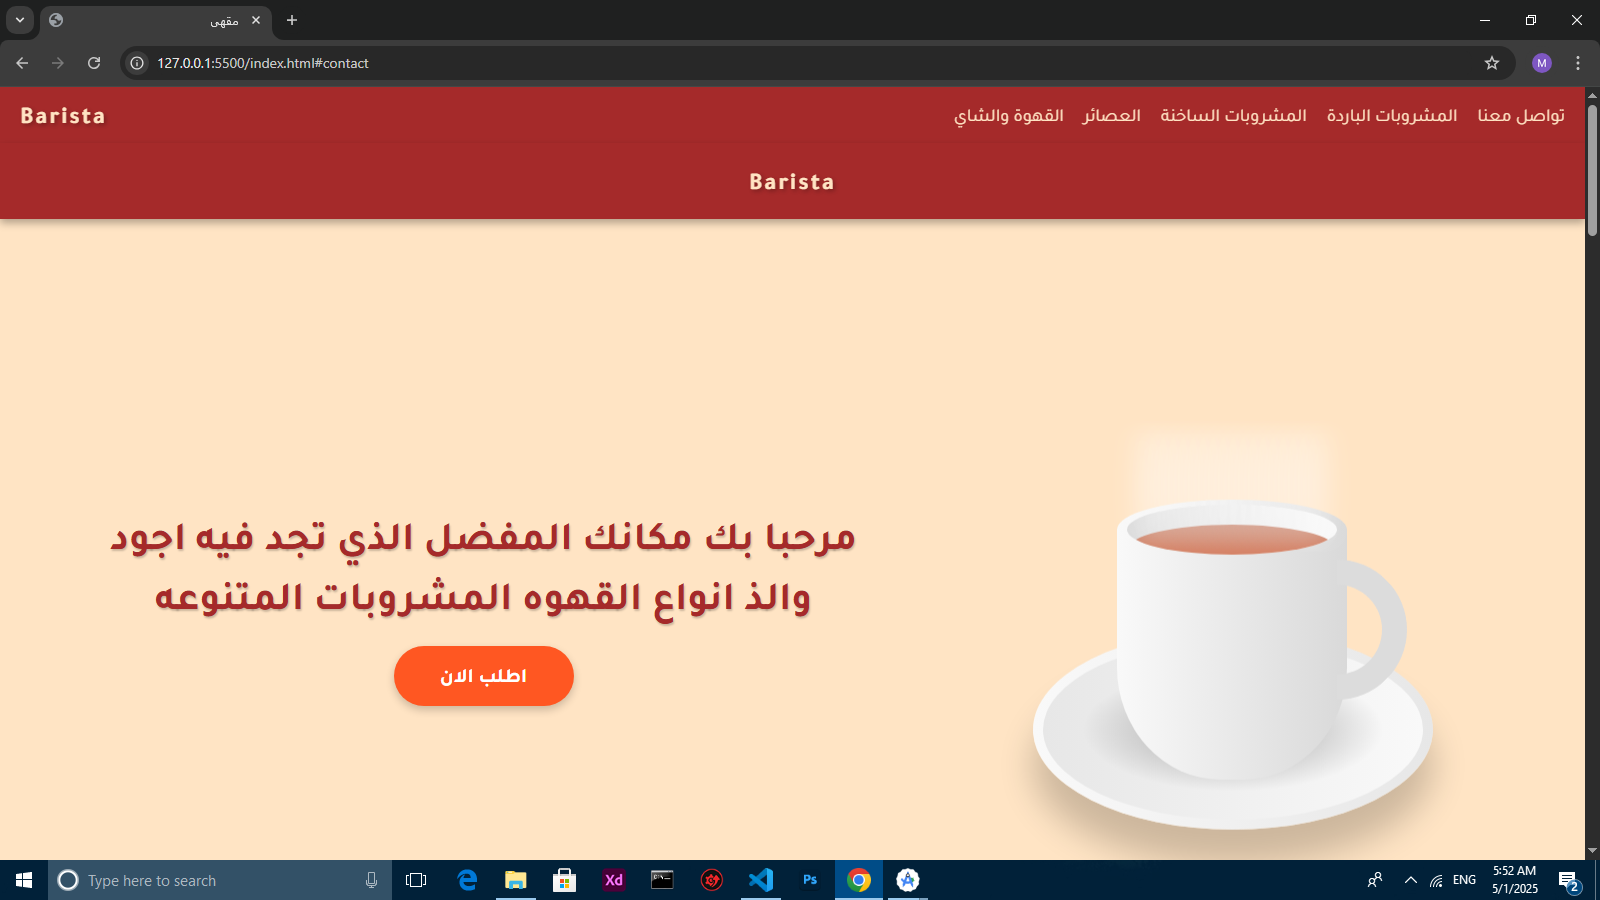 مقهى
127.0.0.1:5500/index.html#contact
M
Barista
القهوة والشاي العصائر المشروبات الساخنة المشروبات الباردة تواصل معنا
Barista
مرحبا بك مكانك المفضل الذي تجد فيه اجود
والذ انواع القهوه المشروبات المتنوعه
اطلب الان
Type here to search
Xd
Ps
ENG
5:52 AM
5/1/2025
2